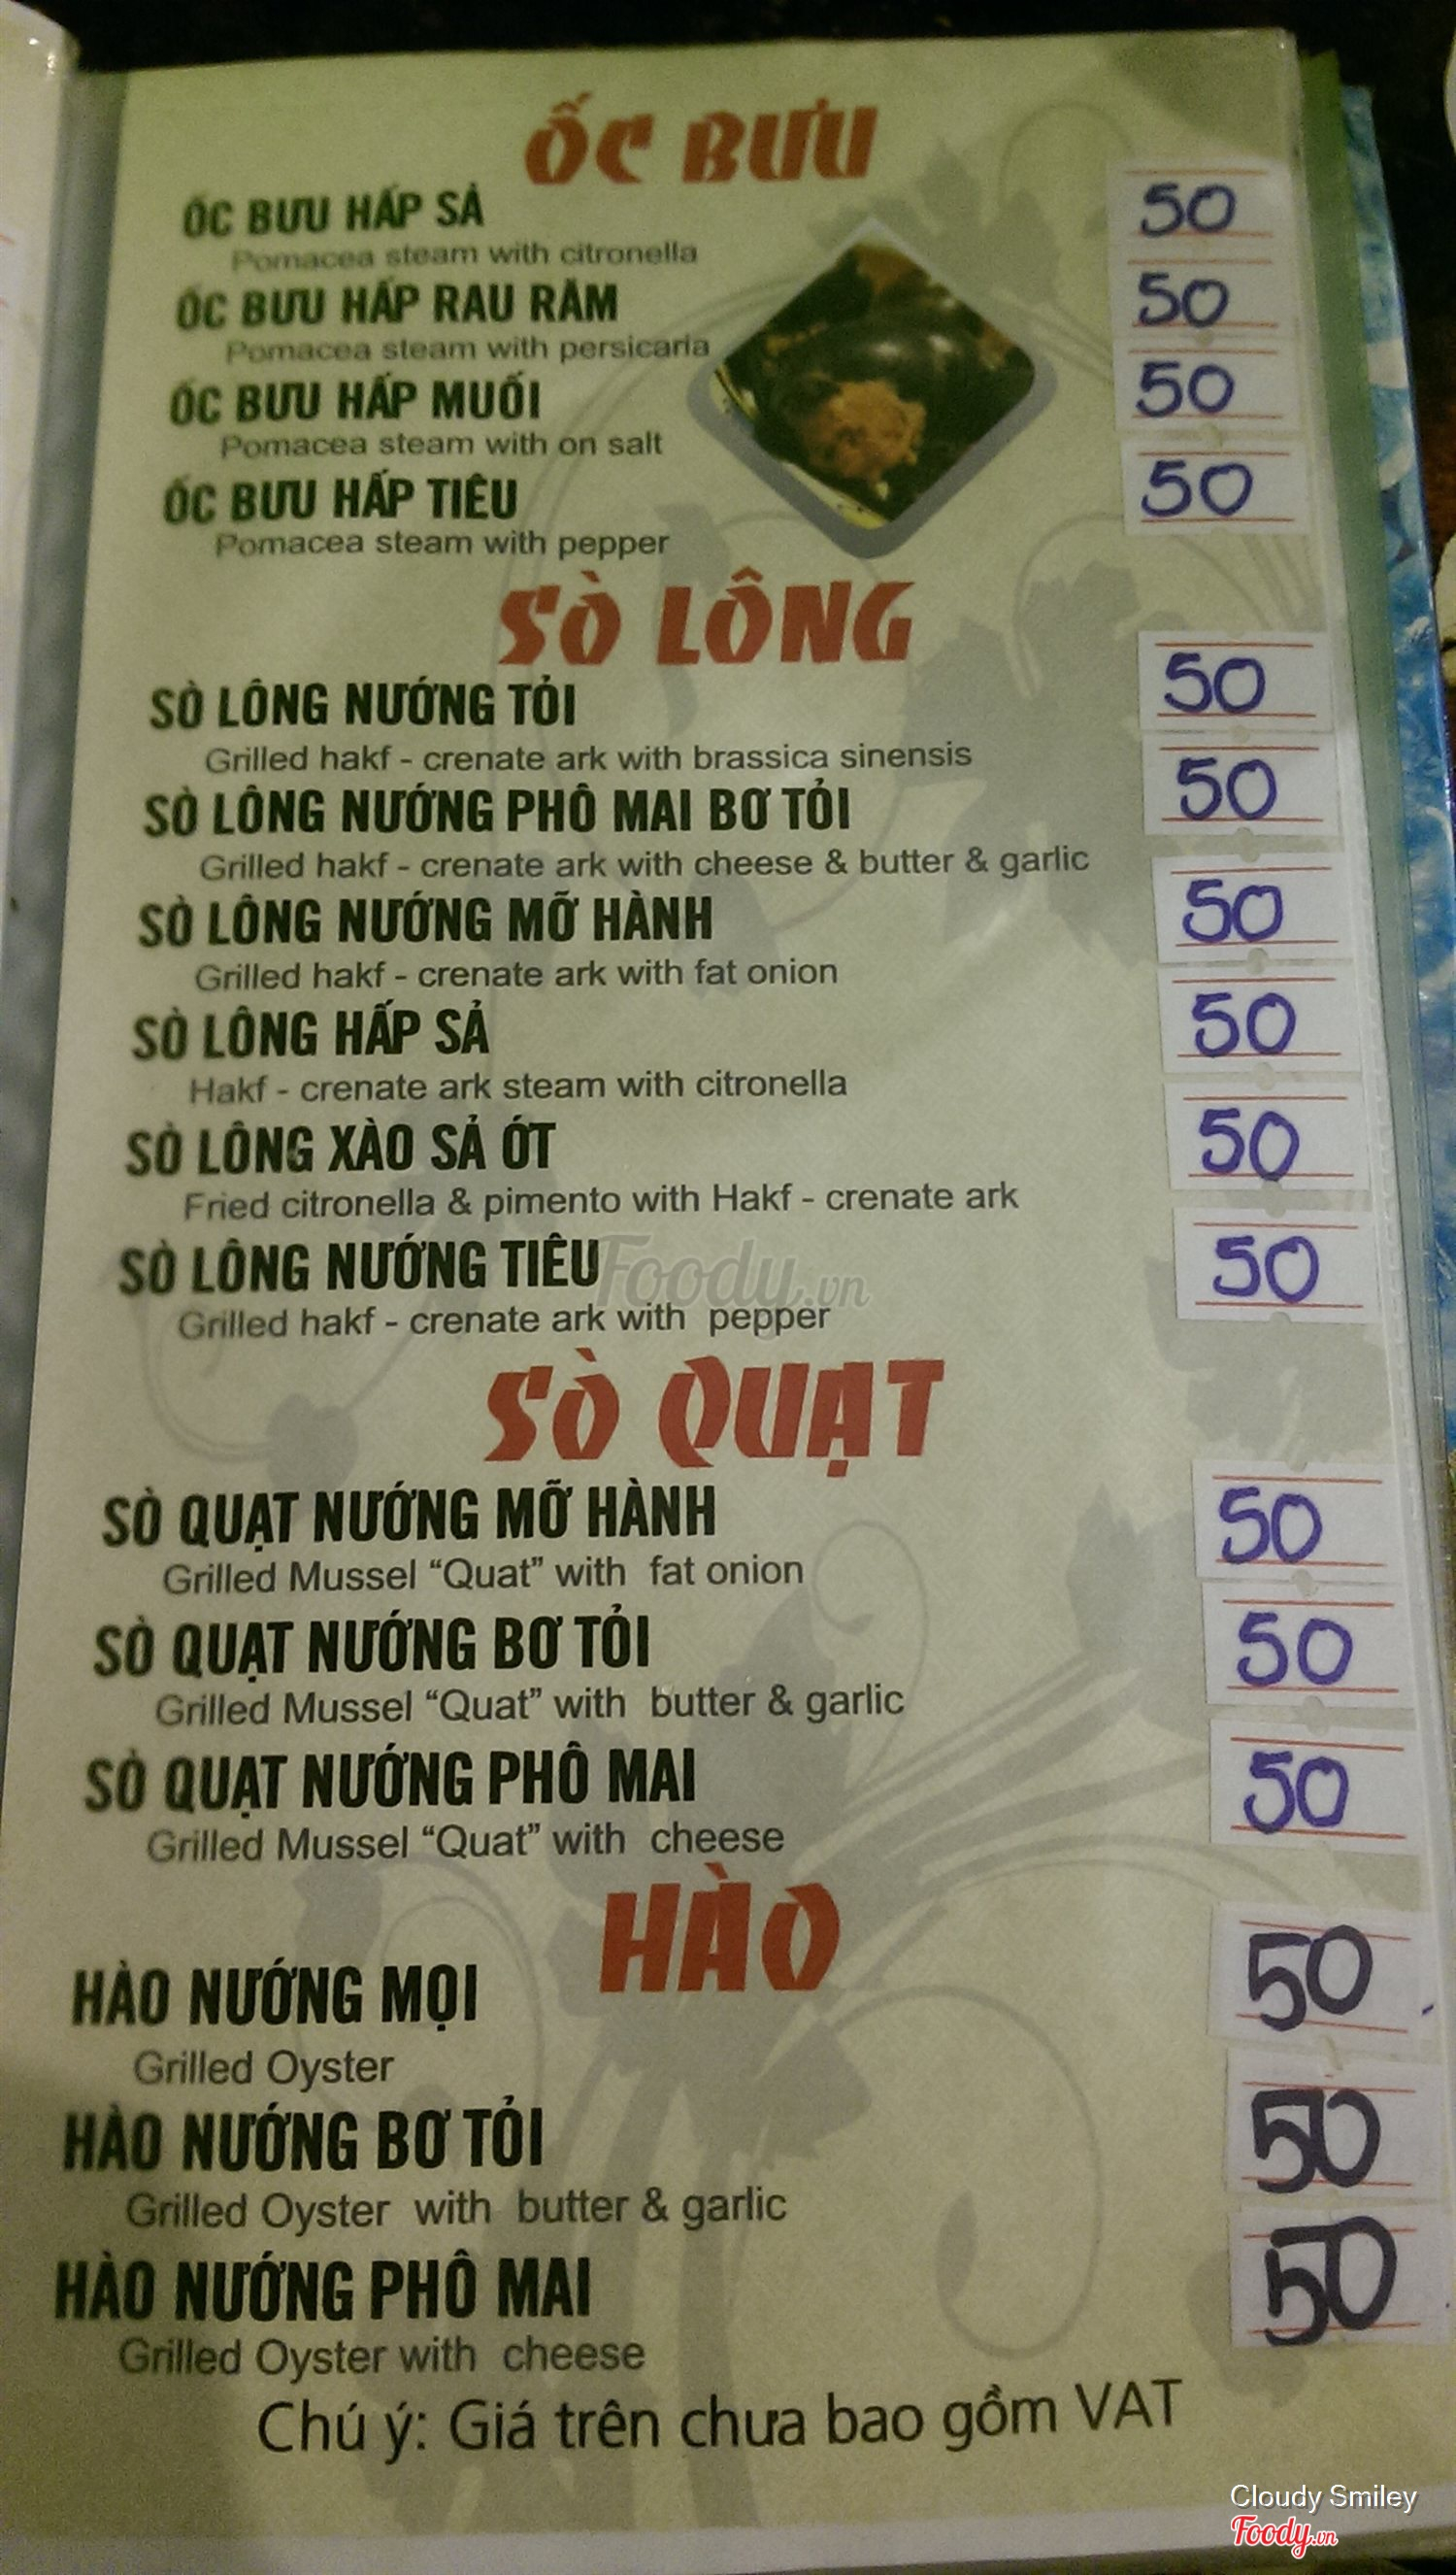 ỐC BƯU
ỐC BƯU HẤP SẢ 50
Pomacea steam with citronella
ỐC BƯU HẤP RAU RĂM 50
Pomacea steam with persicaria
ỐC BƯU HẤP MUỐI 50
Pomacea steam with on salt
ỐC BƯU HẤP TIÊU 50
Pomacea steam with pepper
SÒ LÔNG
SÒ LÔNG NƯỚNG TỎI 50
Grilled hakf - crenate ark with brassica sinensis
SÒ LÔNG NƯỚNG PHÔ MAI BƠ TỎI 50
Grilled hakf - crenate ark with cheese & butter & garlic
SÒ LÔNG NƯỚNG MỠ HÀNH 50
Grilled hakf - crenate ark with fat onion
SÒ LÔNG HẤP SẢ 50
Hakf - crenate ark steam with citronella
SÒ LÔNG XÀO SẢ ỚT 50
Fried citronella & pimento with Hakf - crenate ark
SÒ LÔNG NƯỚNG TIÊU 50
Foody.vn
Grilled hakf - crenate ark with pepper
SÒ QUẠT
SÒ QUẠT NƯỚNG MỠ HÀNH 50
Grilled Mussel “Quat” with fat onion
SÒ QUẠT NƯỚNG BƠ TỎI 50
Grilled Mussel “Quat” with butter & garlic
SÒ QUẠT NƯỚNG PHÔ MAI 50
Grilled Mussel “Quat” with cheese
HÀO
HÀO NƯỚNG MỌI 50
Grilled Oyster
HÀO NƯỚNG BƠ TỎI 50
Grilled Oyster with butter & garlic
HÀO NƯỚNG PHÔ MAI 50
Grilled Oyster with cheese
Chú ý: Giá trên chưa bao gồm VAT
Cloudy Smiley
Foody.vn